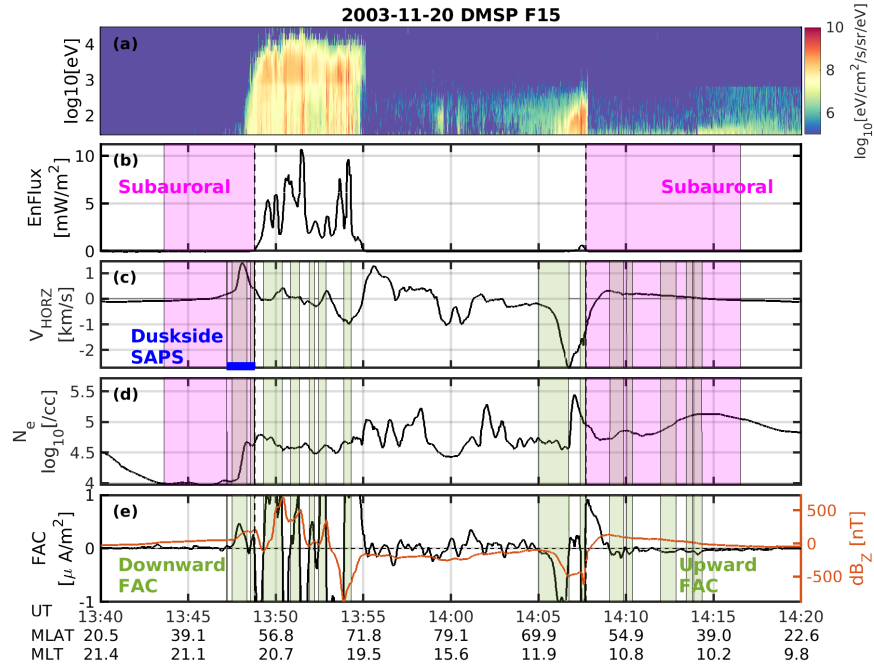 2003-11-20 DMSP F15
(a)
log10[eV]
4
3
2
10
8
6
log10[eV/cm2/s/sr/eV]
(b)
EnFlux
[mW/m2]
10
5
0
Subauroral
Subauroral
(c)
VHORZ
[km/s]
1
0
-1
-2
Duskside
SAPS
(d)
Ne
log10[/cc]
5.5
5
4.5
4
(e)
FAC
[μ A/m2]
1
0
-1
Downward
FAC
Upward
FAC
500
0
-500
dBZ [nT]
UT 13:40 13:45 13:50 13:55 14:00 14:05 14:10 14:15 14:20
MLAT 20.5 39.1 56.8 71.8 79.1 69.9 54.9 39.0 22.6
MLT 21.4 21.1 20.7 19.5 15.6 11.9 10.8 10.2 9.8